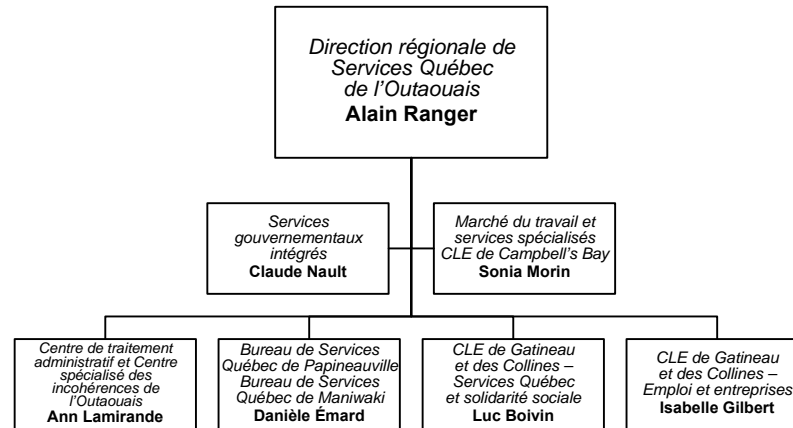 Direction régionale de
Services Québec
de l’Outaouais
Alain Ranger
Services
gouvernementaux
intégrés
Claude Nault
Marché du travail et
services spécialisés
CLE de Campbell’s Bay
Sonia Morin
Centre de traitement
administratif et Centre
spécialisé des
incohérences de
l’Outaouais
Ann Lamirande
Bureau de Services
Québec de Papineauville
Bureau de Services
Québec de Maniwaki
Danièle Émard
CLE de Gatineau
et des Collines –
Services Québec
et solidarité sociale
Luc Boivin
CLE de Gatineau
et des Collines –
Emploi et entreprises
Isabelle Gilbert